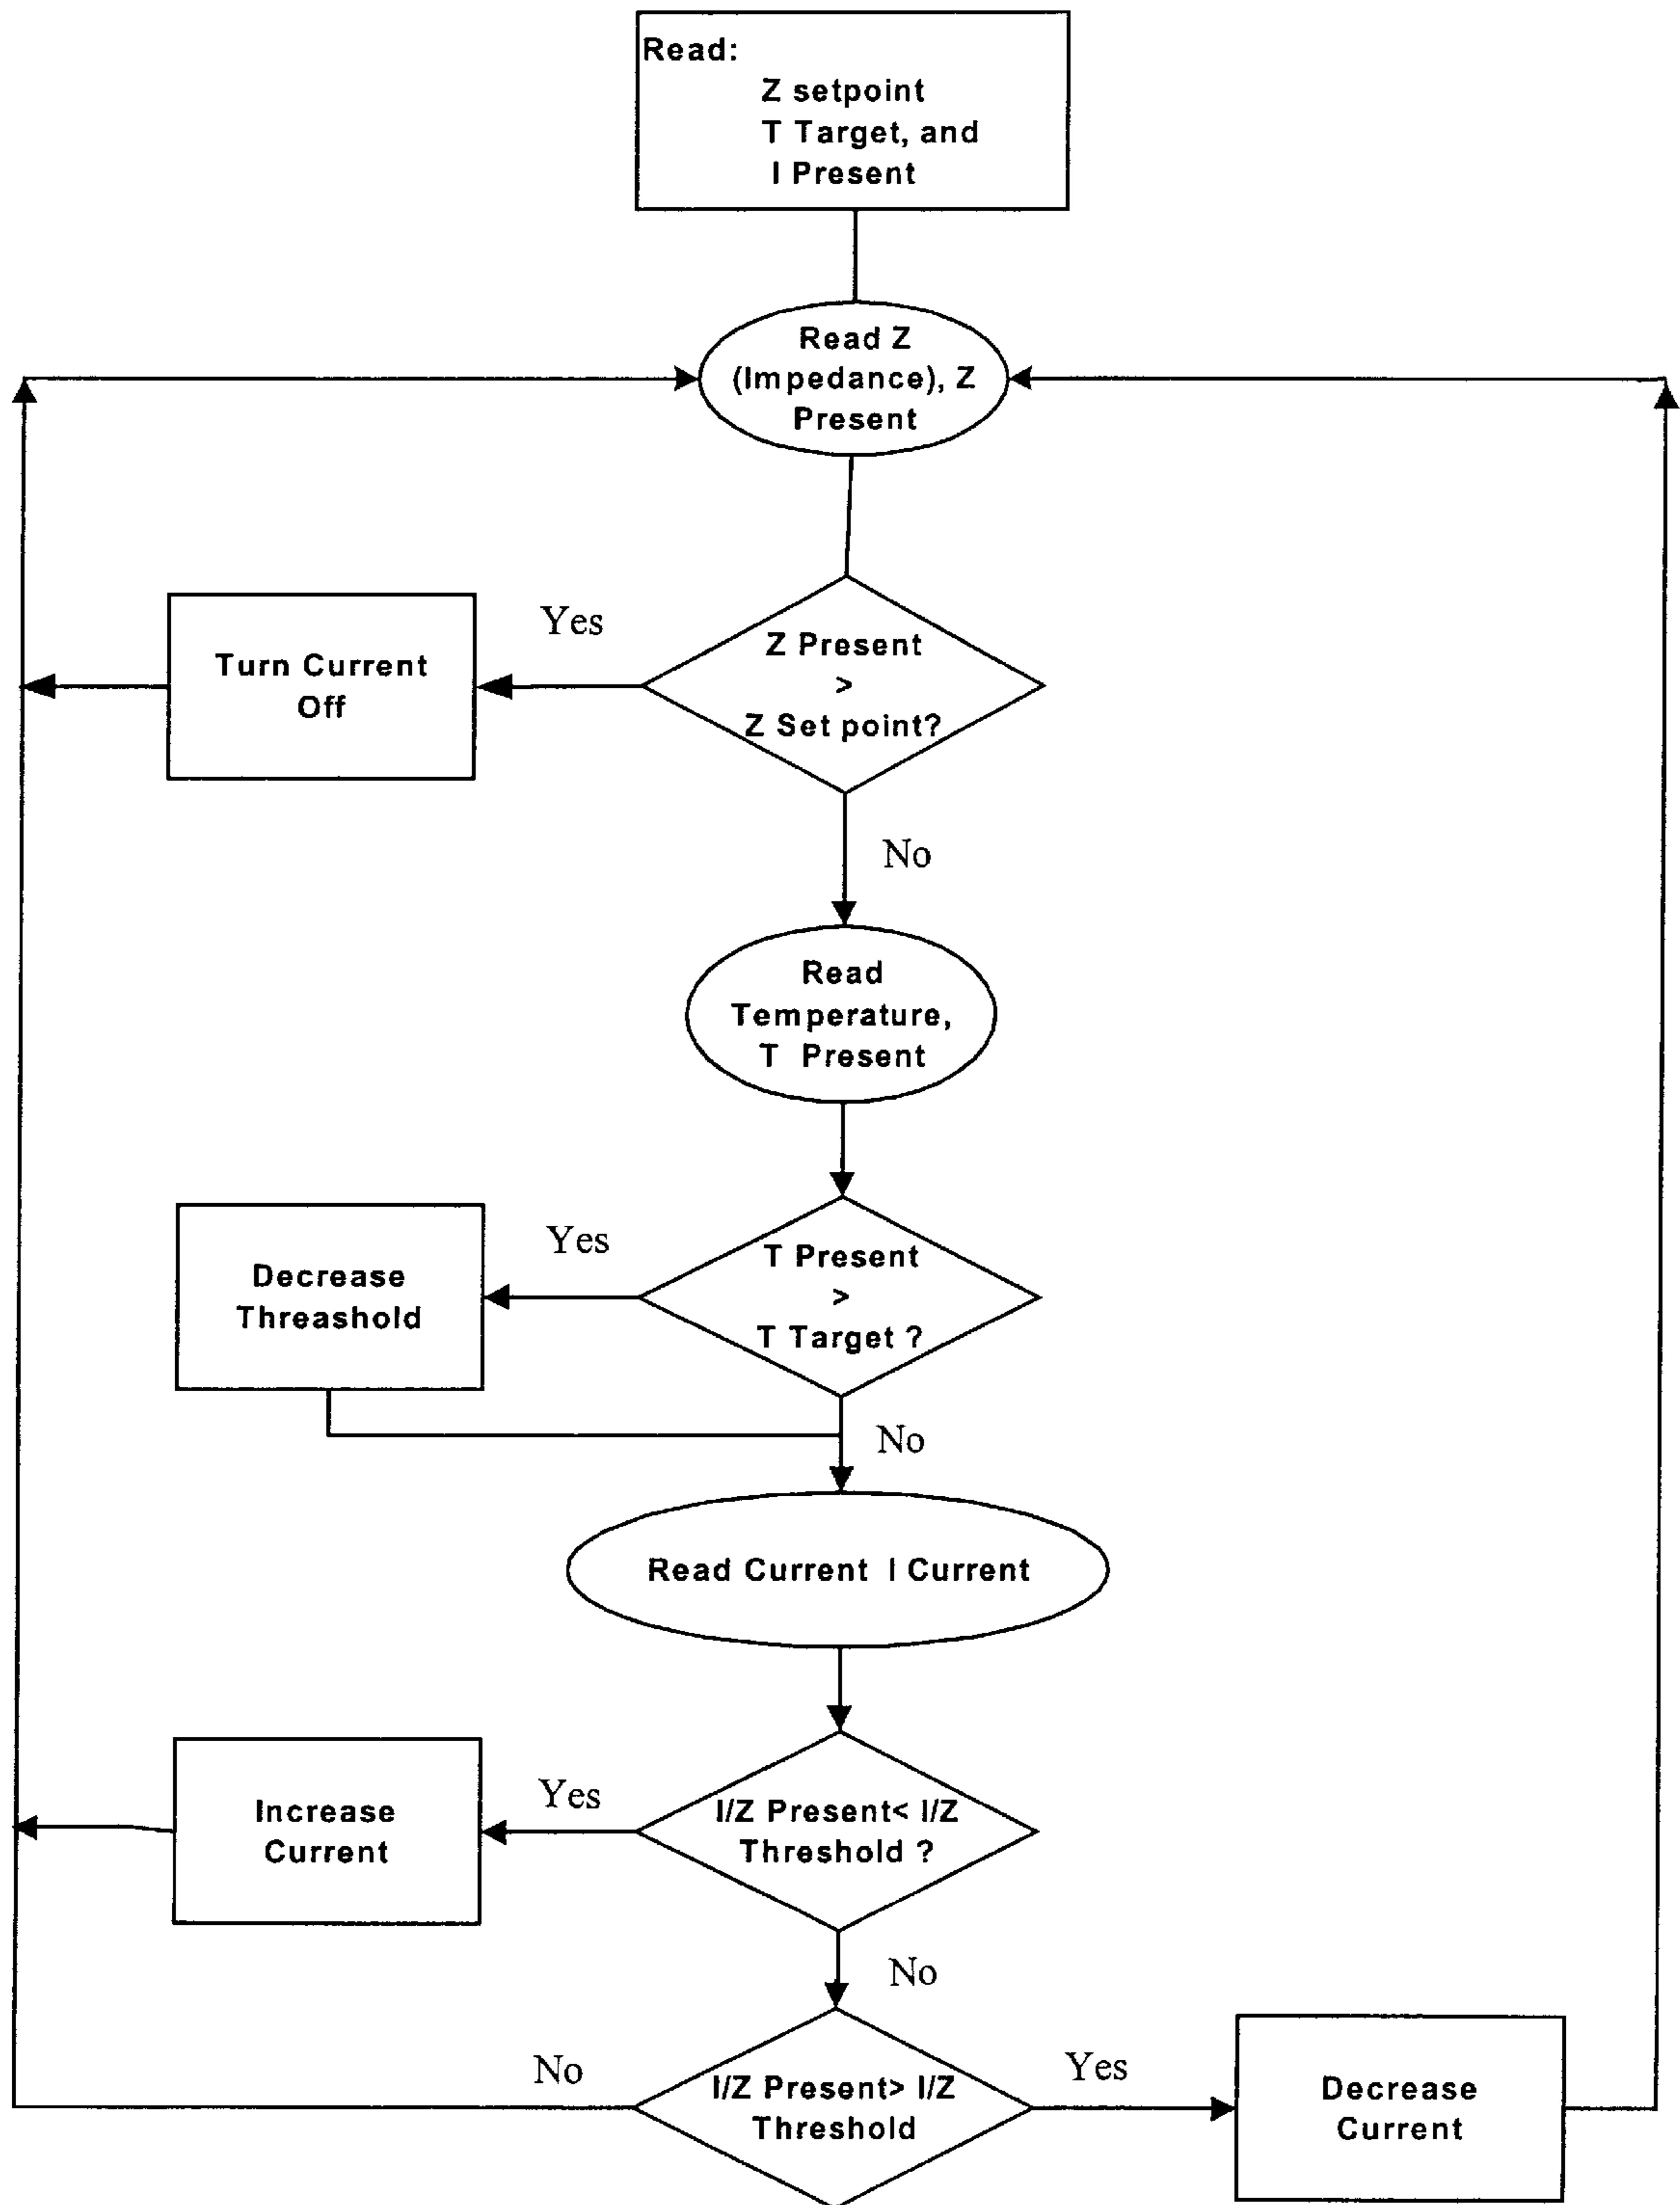 Read:
Z setpoint
T Target, and
I Present
Read Z
(Impedance), Z
Present
Yes
Turn Current
Off
Z Present
>
Z Set point?
No
Read
Temperature,
T Present
Yes
Decrease
Threashold
T Present
>
T Target ?
No
Read Current I Current
Yes
Increase
Current
I/Z Present< I/Z
Threshold ?
No
No
I/Z Present> I/Z
Threshold
Yes
Decrease
Current